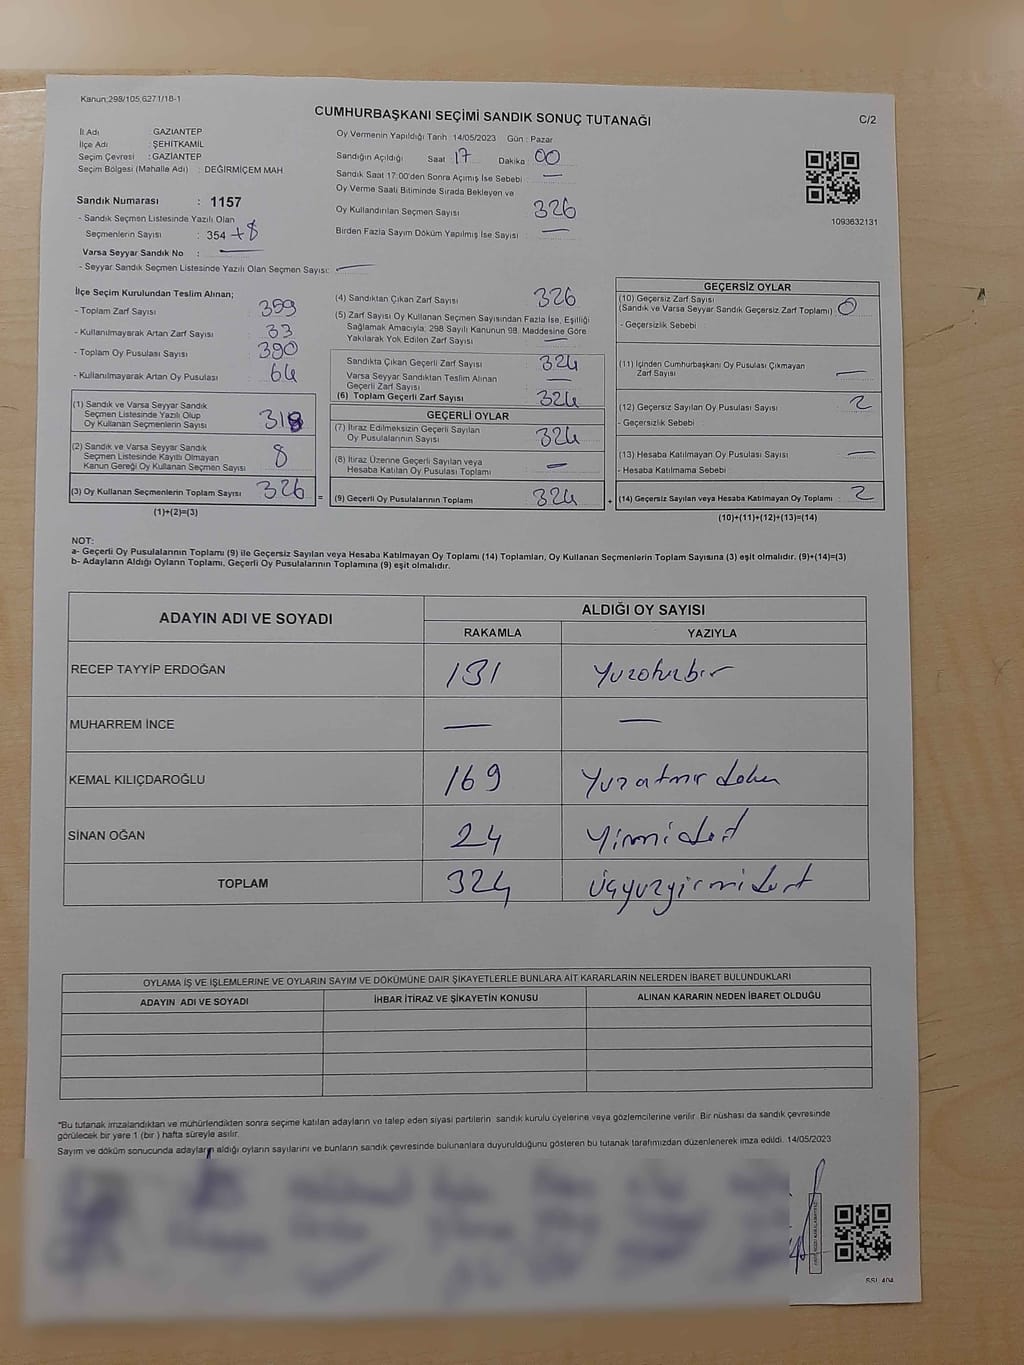 Kanun;298/105,6271/18-1
CUMHURBAŞKANI SEÇİMİ SANDIK SONUÇ TUTANAĞI
C/2
İl Adı GAZİANTEP
İlçe Adı : ŞEHİTKAMİL
Seçim Çevresi : GAZİANTEP
Seçim Bölgesi (Mahalle Adı) : DEĞİRMİÇEM MAH
Sandık Numarası : 1157
- Sandık Seçmen Listesinde Yazılı Olan
Seçmenlerin Sayısı : 354 +8
Varsa Seyyar Sandık No : —
- Seyyar Sandık Seçmen Listesinde Yazılı Olan Seçmen Sayısı: —
Oy Vermenin Yapıldığı Tarih 14/05/2023 Gün : Pazar
Sandığın Açıldığı Saat 17 Dakika 00
Sandık Saat 17:00'den Sonra Açımış İse Sebebi —
Oy Verme Saati Bitiminde Sırada Bekleyen ve
Oy Kullandırılan Seçmen Sayısı 326
Birden Fazla Sayım Döküm Yapılmış İse Sayısı —
1093632131
İlçe Seçim Kurulundan Teslim Alınan;
- Toplam Zarf Sayısı 359
- Kullanılmayarak Artan Zarf Sayısı 33
- Toplam Oy Pusulası Sayısı 390
- Kullanılmayarak Artan Oy Pusulası 64
(1) Sandık ve Varsa Seyyar Sandık
Seçmen Listesinde Yazılı Olup
Oy Kullanan Seçmenlerin Sayısı 318
(2) Sandık ve Varsa Seyyar Sandık
Seçmen Listesinde Kayıtlı Olmayan
Kanun Gereği Oy Kullanan Seçmen Sayısı 8
(3) Oy Kullanan Seçmenlerin Toplam Sayısı 326 =
(1)+(2)=(3)
(4) Sandıktan Çıkan Zarf Sayısı 326
(5) Zarf Sayısı Oy Kullanan Seçmen Sayısından Fazla İse, Eşitliği
Sağlamak Amacıyla; 298 Sayılı Kanunun 98. Maddesine Göre
Yakılarak Yok Edilen Zarf Sayısı —
Sandıkta Çıkan Geçerli Zarf Sayısı 324
Varsa Seyyar Sandıktan Teslim Alınan
Geçerli Zarf Sayısı —
(6) Toplam Geçerli Zarf Sayısı 324
GEÇERLİ OYLAR
(7) İtiraz Edilmeksizin Geçerli Sayılan
Oy Pusulalarının Sayısı 324
(8) İtiraz Üzerine Geçerli Sayılan veya
Hesaba Katılan Oy Pusulası Toplamı —
(9) Geçerli Oy Pusulalarının Toplamı 324 +
GEÇERSİZ OYLAR
(10) Geçersiz Zarf Sayısı
(Sandık ve Varsa Seyyar Sandık Geçersiz Zarf Toplamı) 0
- Geçersizlik Sebebi
(11) İçinden Cumhurbaşkanı Oy Pusulası Çıkmayan
Zarf Sayısı —
(12) Geçersiz Sayılan Oy Pusulası Sayısı 2
- Geçersizlik Sebebi
(13) Hesaba Katılmayan Oy Pusulası Sayısı —
- Hesaba Katılmama Sebebi
(14) Geçersiz Sayılan veya Hesaba Katılmayan Oy Toplamı : 2
(10)+(11)+(12)+(13)=(14)
NOT:
a- Geçerli Oy Pusulalarının Toplamı (9) ile Geçersiz Sayılan veya Hesaba Katılmayan Oy Toplamı (14) Toplamları, Oy Kullanan Seçmenlerin Toplam Sayısına (3) eşit olmalıdır. (9)+(14)=(3)
b- Adayların Aldığı Oyların Toplamı, Geçerli Oy Pusulalarının Toplamına (9) eşit olmalıdır.
ADAYIN ADI VE SOYADI ALDIĞI OY SAYISI
RAKAMLA YAZIYLA
RECEP TAYYİP ERDOĞAN 131 Yuzotuzbir
MUHARREM İNCE — —
KEMAL KILIÇDAROĞLU 169 Yuzatmıs dokuz
SİNAN OĞAN 24 Yirmidort
TOPLAM 324 Üçyuzyirmidort
OYLAMA İŞ VE İŞLEMLERİNE VE OYLARIN SAYIM VE DÖKÜMÜNE DAİR ŞİKAYETLERLE BUNLARA AİT KARARLARIN NELERDEN İBARET BULUNDUKLARI
ADAYIN ADI VE SOYADI İHBAR İTİRAZ VE ŞİKAYETİN KONUSU ALINAN KARARIN NEDEN İBARET OLDUĞU
*Bu tutanak imzalandıktan ve mühürlendikten sonra seçime katılan adayların ve talep eden siyasi partilerin sandık kurulu üyelerine veya gözlemcilerine verilir. Bir nüshası da sandık çevresinde
görülecek bir yere 1 (bir) hafta süreyle asılır.
Sayım ve döküm sonucunda adayların aldığı oyların sayılarını ve bunların sandık çevresinde bulunanlara duyurulduğunu gösteren bu tutanak tarafımızdan düzenlenerek imza edildi. 14/05/2023